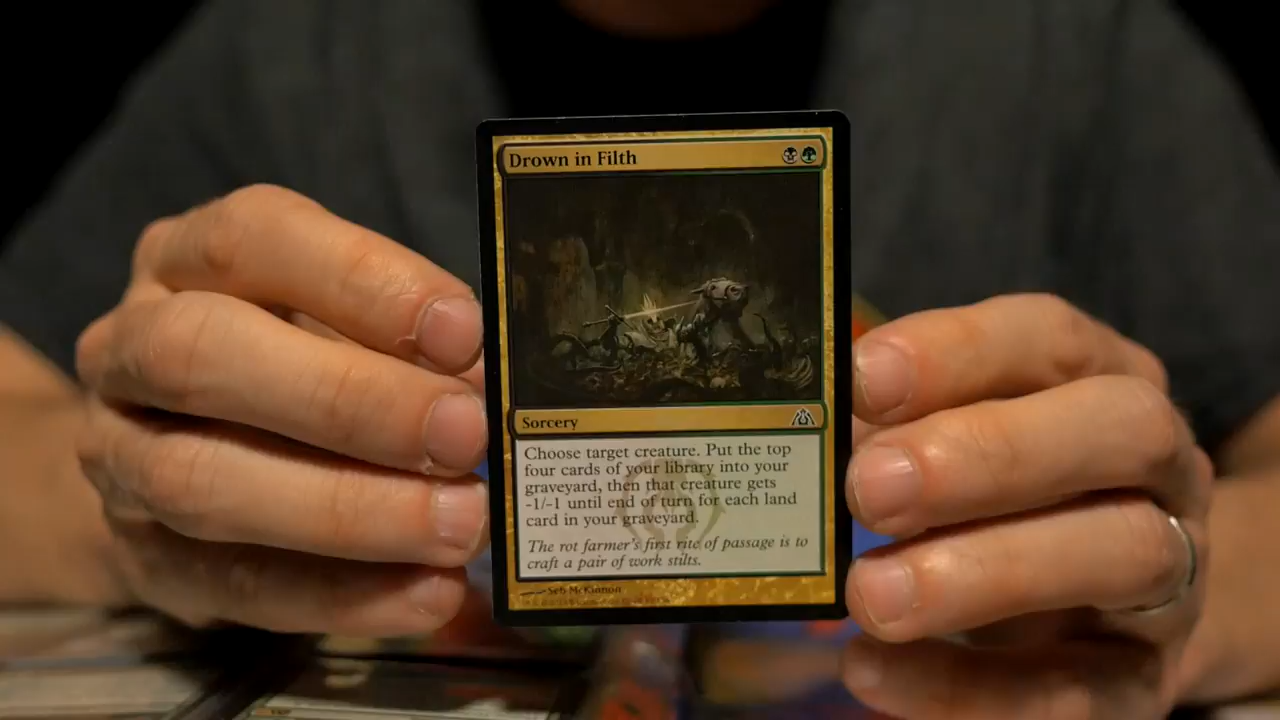 Drown in Filth
Sorcery
Choose target creature. Put the top
four cards of your library into your
graveyard, then that creature gets
-1/-1 until end of turn for each land
card in your graveyard.
The rot farmer's first rite of passage is to
craft a pair of work stilts.
Seb McKinnon